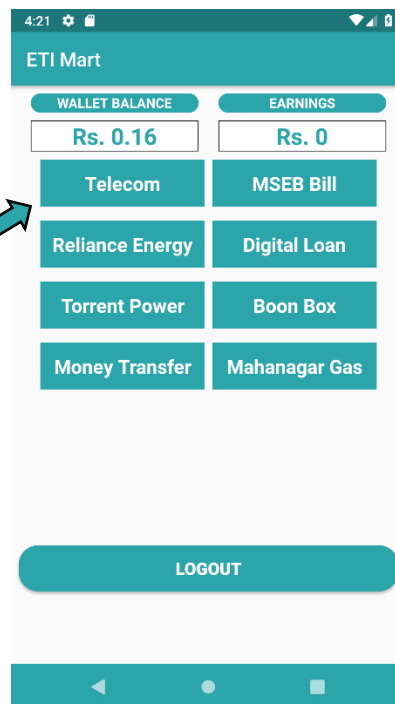 4:21
ETI Mart
WALLET BALANCE EARNINGS
Rs. 0.16 Rs. 0
Telecom MSEB Bill
Reliance Energy Digital Loan
Torrent Power Boon Box
Money Transfer Mahanagar Gas
LOGOUT